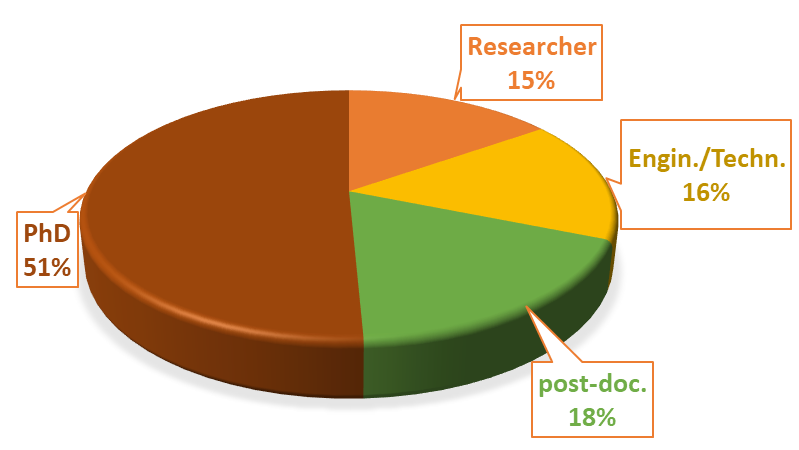 Researcher
15%
Engin./Techn.
16%
PhD
51%
post-doc.
18%